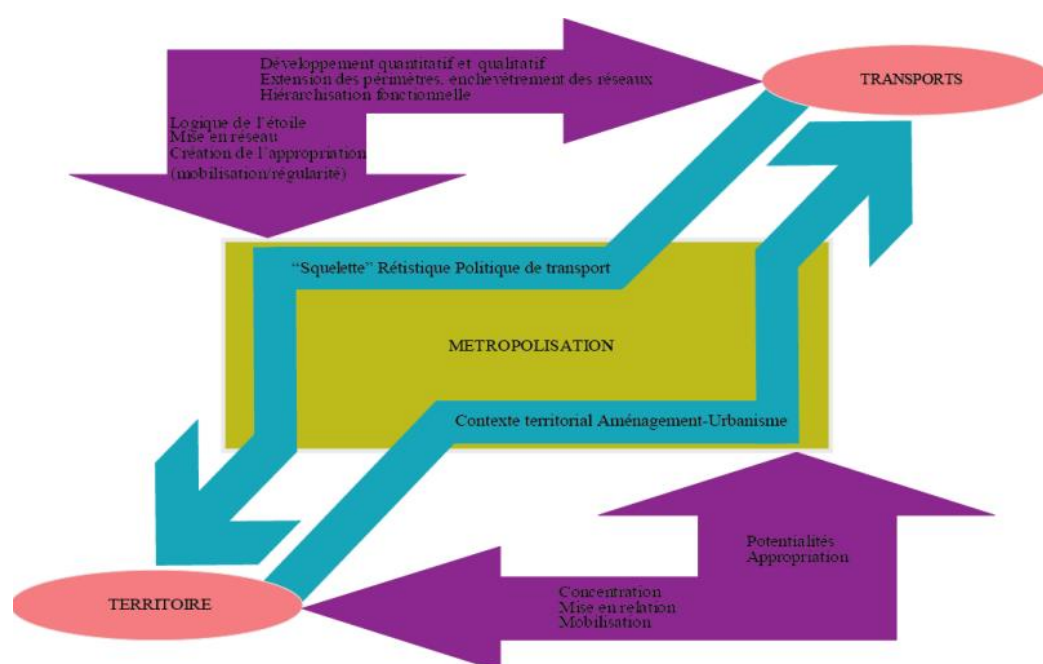 Développement quantitatif et qualitatif
Extension des périmètres, enchevêtrement des réseaux
Hiérarchisation fonctionnelle
TRANSPORTS
Logique de l'étoile
Mise en réseau
Création de l'appropriation
(mobilisation/régularité)
“Squelette” Rétistique Politique de transport
METROPOLISATION
Contexte territorial Aménagement-Urbanisme
Potentialités
Appropriation
Concentration
Mise en relation
Mobilisation
TERRITOIRE